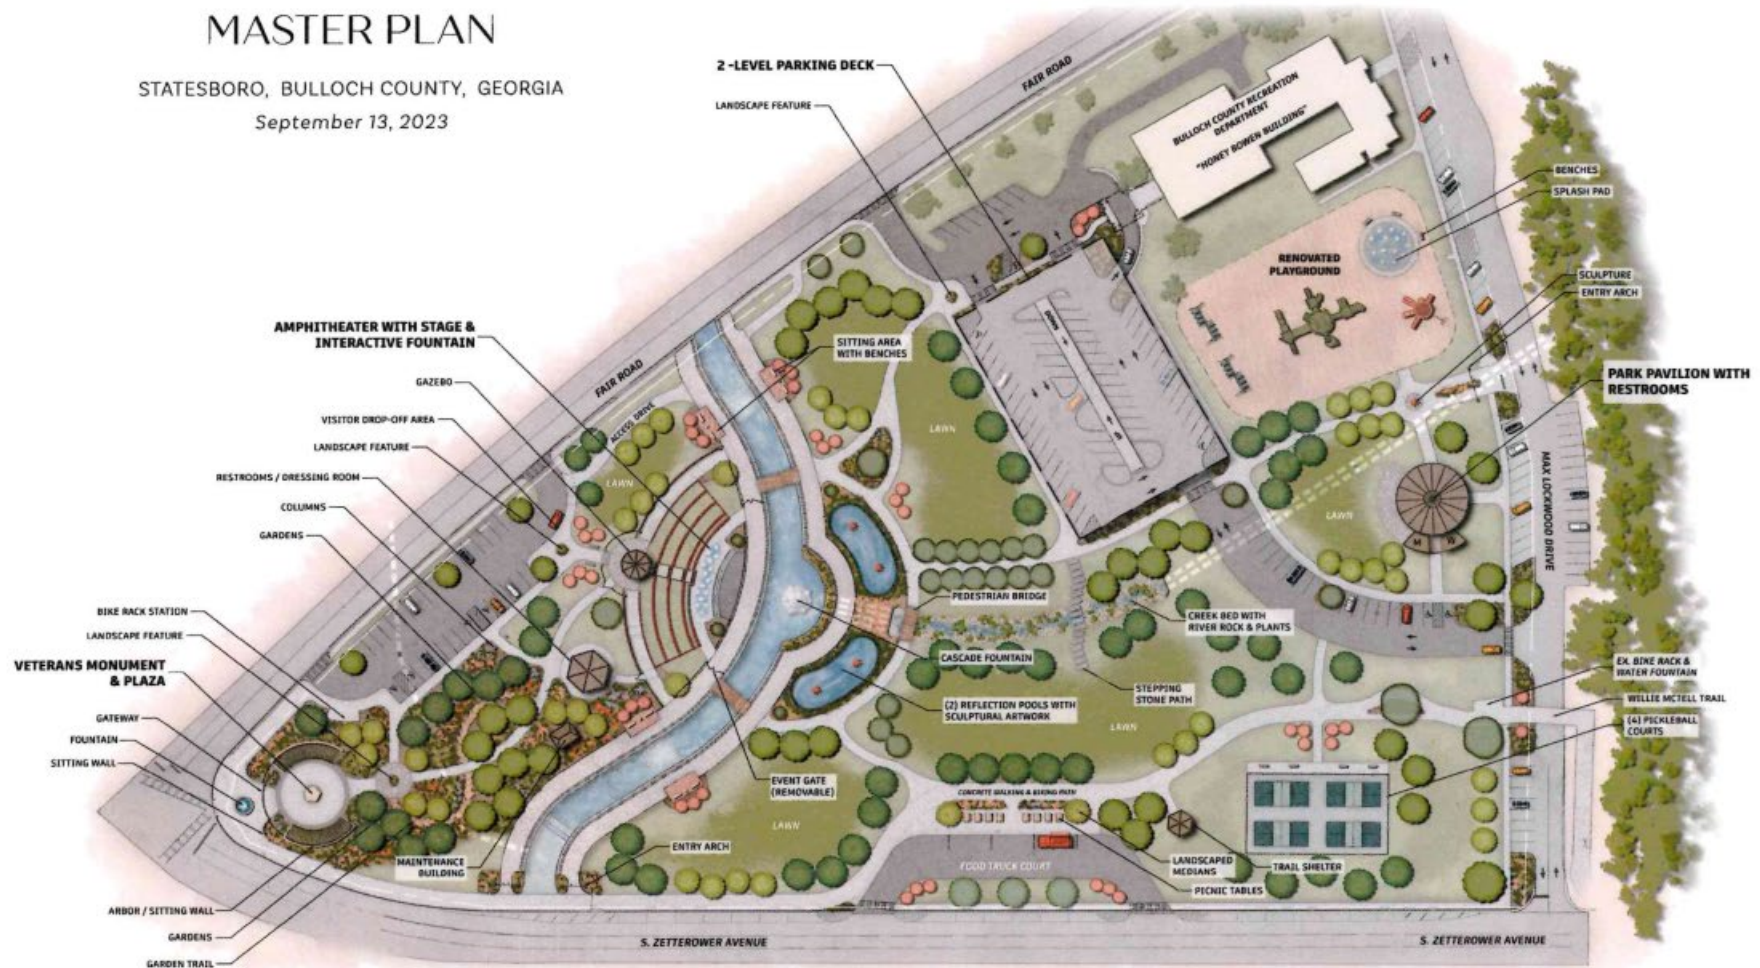 MASTER PLAN
STATESBORO, BULLOCH COUNTY, GEORGIA
September 13, 2023
2 -LEVEL PARKING DECK
LANDSCAPE FEATURE
FAIR ROAD
BULLOCH COUNTY RECREATION
DEPARTMENT
"HONEY BOWEN BUILDING"
BENCHES
SPLASH PAD
RENOVATED
PLAYGROUND
SCULPTURE
ENTRY ARCH
PARK PAVILION WITH
RESTROOMS
AMPHITHEATER WITH STAGE &
INTERACTIVE FOUNTAIN
SITTING AREA
WITH BENCHES
FAIR ROAD
GAZEBO
ACCESS DRIVE
VISITOR DROP-OFF AREA
LANDSCAPE FEATURE
RESTROOMS / DRESSING ROOM
COLUMNS
GARDENS
LAWN
LAWN
LAWN
DOWN
UP
M
W
MAX LOCKWOOD DRIVE
BIKE RACK STATION
LANDSCAPE FEATURE
VETERANS MONUMENT
& PLAZA
GATEWAY
FOUNTAIN
SITTING WALL
PEDESTRIAN BRIDGE
CREEK BED WITH
RIVER ROCK & PLANTS
CASCADE FOUNTAIN
STEPPING
STONE PATH
(2) REFLECTION POOLS WITH
SCULPTURAL ARTWORK
LAWN
EX. BIKE RACK &
WATER FOUNTAIN
WILLIE MCTELL TRAIL
(4) PICKLEBALL
COURTS
EVENT GATE
(REMOVABLE)
CONCRETE WALKING & BIKING PATH
LAWN
MAINTENANCE
BUILDING
ENTRY ARCH
FOOD TRUCK COURT
LANDSCAPED
MEDIANS
TRAIL SHELTER
PICNIC TABLES
ARBOR / SITTING WALL
GARDENS
GARDEN TRAIL
S. ZETTEROWER AVENUE
S. ZETTEROWER AVENUE